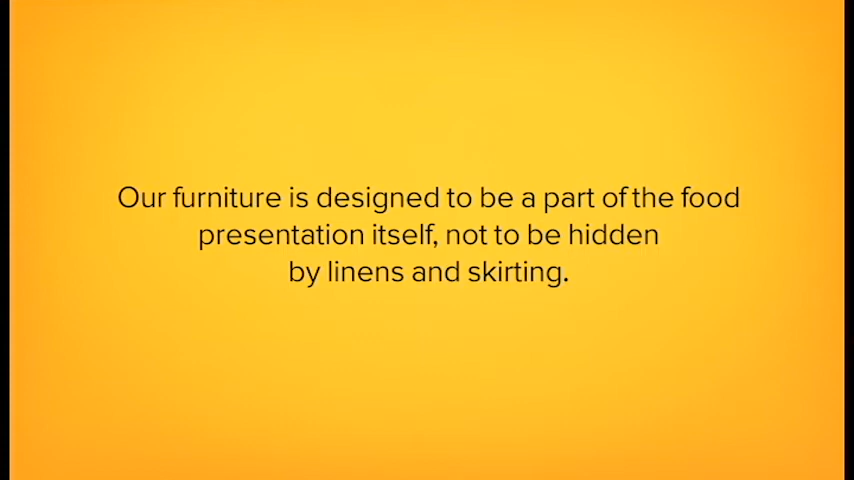 Our furniture is designed to be a part of the food
presentation itself, not to be hidden
by linens and skirting.